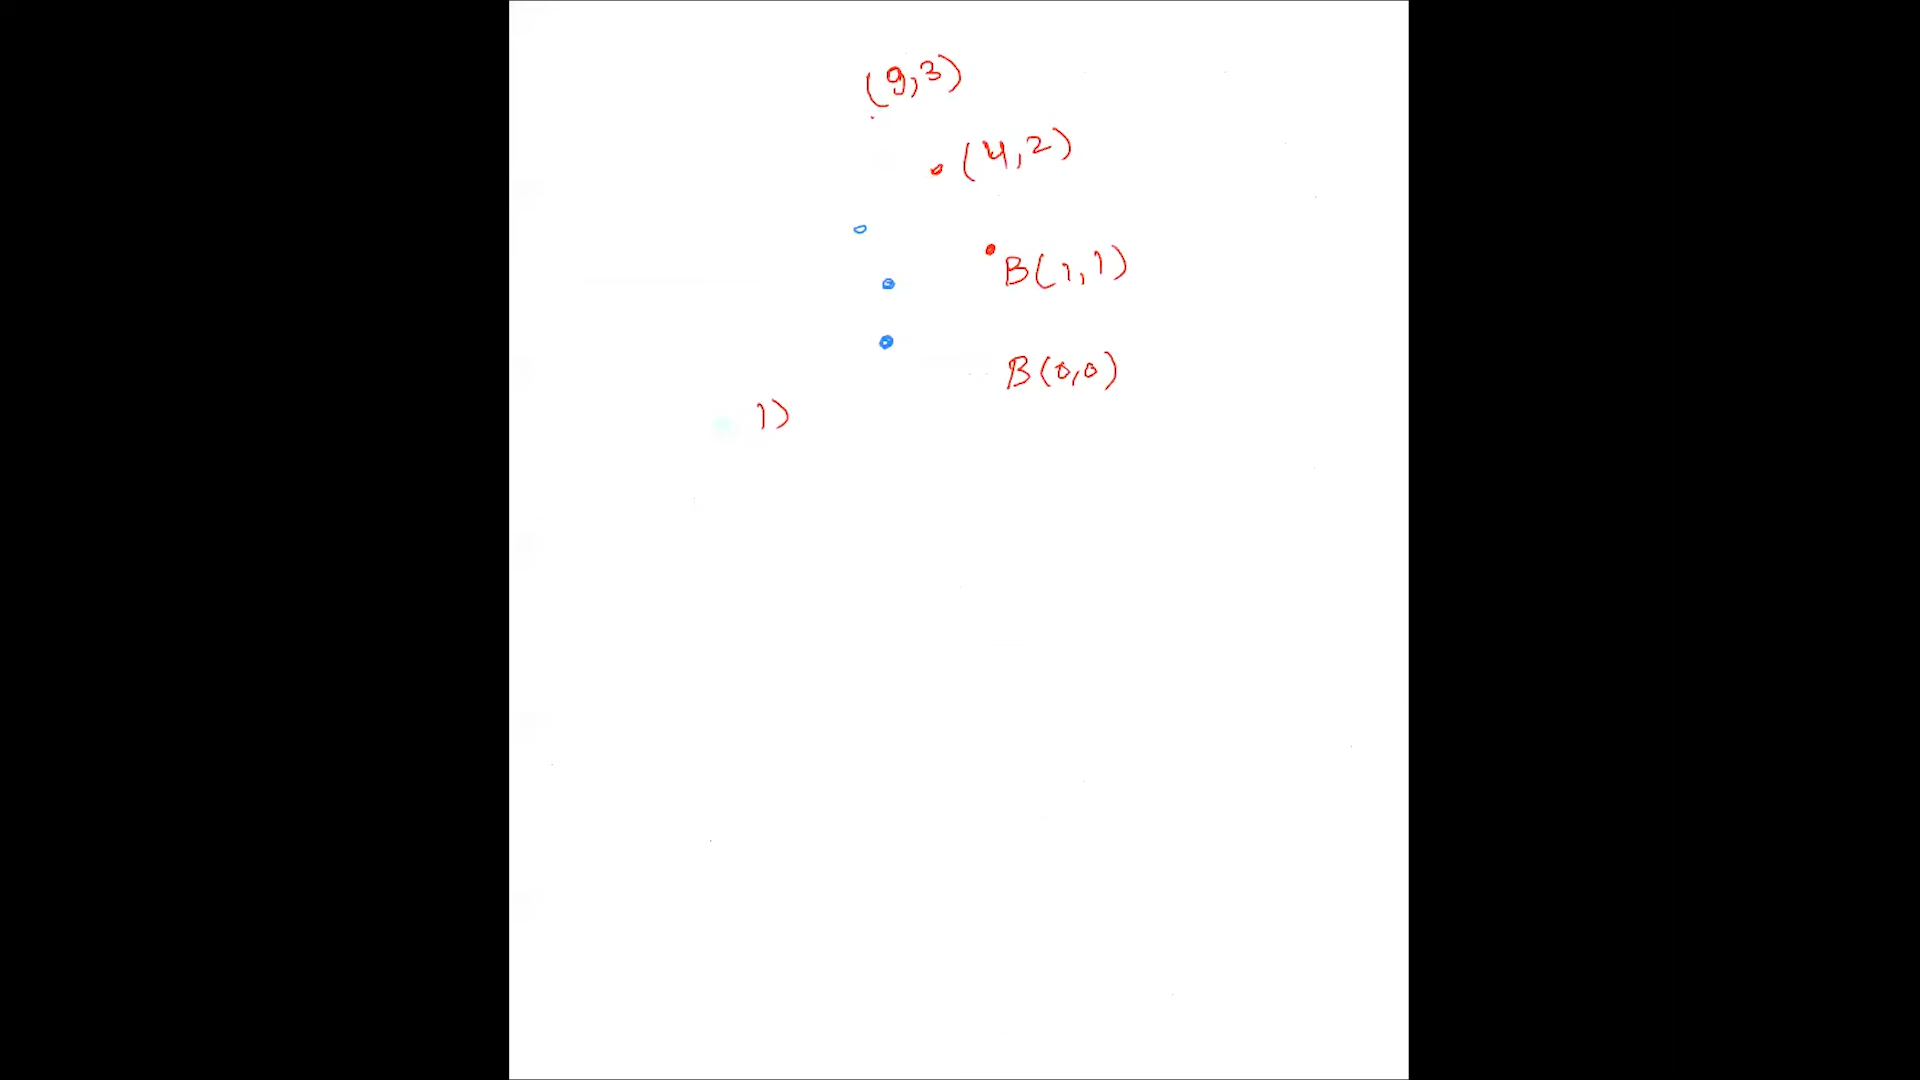 (9,3)
(4,2)
B(1,1)
B(0,0)
1)